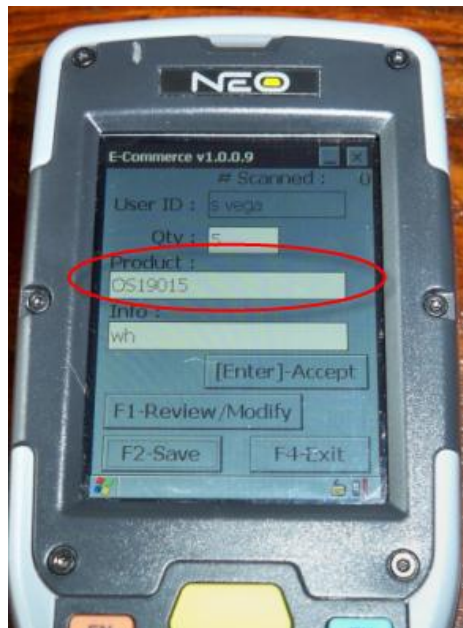 NEO
E-Commerce v1.0.0.9
# Scanned : 0
User ID : s vega
Qty : 5
Product :
OS19015
Info :
wh
[Enter]-Accept
F1-Review/Modify
F2-Save F4-Exit